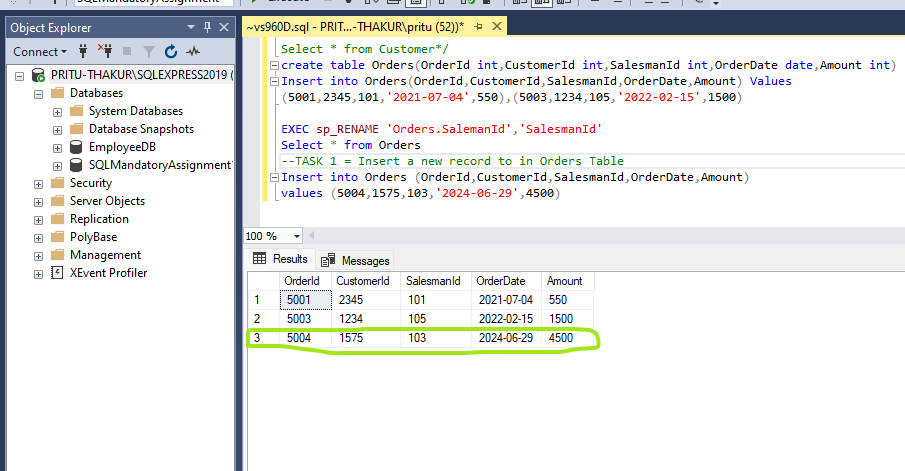 SQLMandatoryAssignment
Execute
Object Explorer
~vs960D.sql - PRIT...-THAKUR\pritu (52))*
Connect
PRITU-THAKUR\SQLEXPRESS2019 (
Databases
System Databases
Database Snapshots
EmployeeDB
SQLMandatoryAssignment
Security
Server Objects
Replication
PolyBase
Management
XEvent Profiler
Select * from Customer*/
create table Orders(OrderId int,CustomerId int,SalesmanId int,OrderDate date,Amount int)
Insert into Orders(OrderId,CustomerId,SalesmanId,OrderDate,Amount) Values
(5001,2345,101,'2021-07-04',550),(5003,1234,105,'2022-02-15',1500)
EXEC sp_RENAME 'Orders.SalemanId','SalesmanId'
Select * from Orders
--TASK 1 = Insert a new record to in Orders Table
Insert into Orders (OrderId,CustomerId,SalesmanId,OrderDate,Amount)
values (5004,1575,103,'2024-06-29',4500)
100 %
Results Messages
OrderId CustomerId SalesmanId OrderDate Amount
1 5001 2345 101 2021-07-04 550
2 5003 1234 105 2022-02-15 1500
3 5004 1575 103 2024-06-29 4500